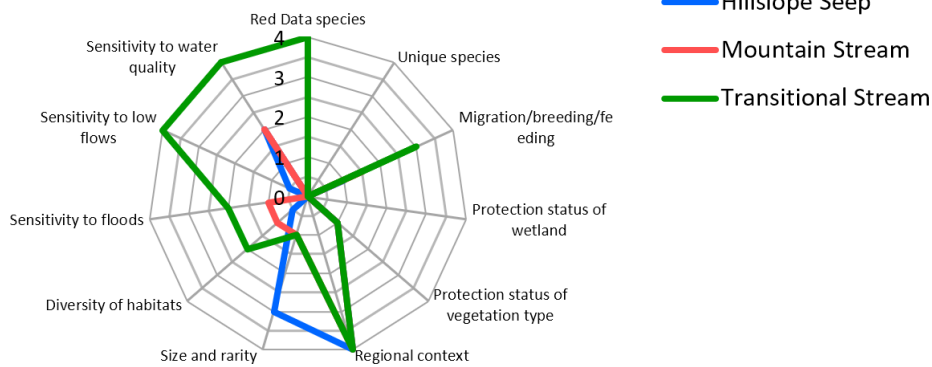 Hillslope Seep
Mountain Stream
Transitional Stream
Red Data species
Unique species
Migration/breeding/fe
eding
Protection status of
wetland
Protection status of
vegetation type
Regional context
Size and rarity
Diversity of habitats
Sensitivity to floods
Sensitivity to low
flows
Sensitivity to water
quality
4
3
2
1
0